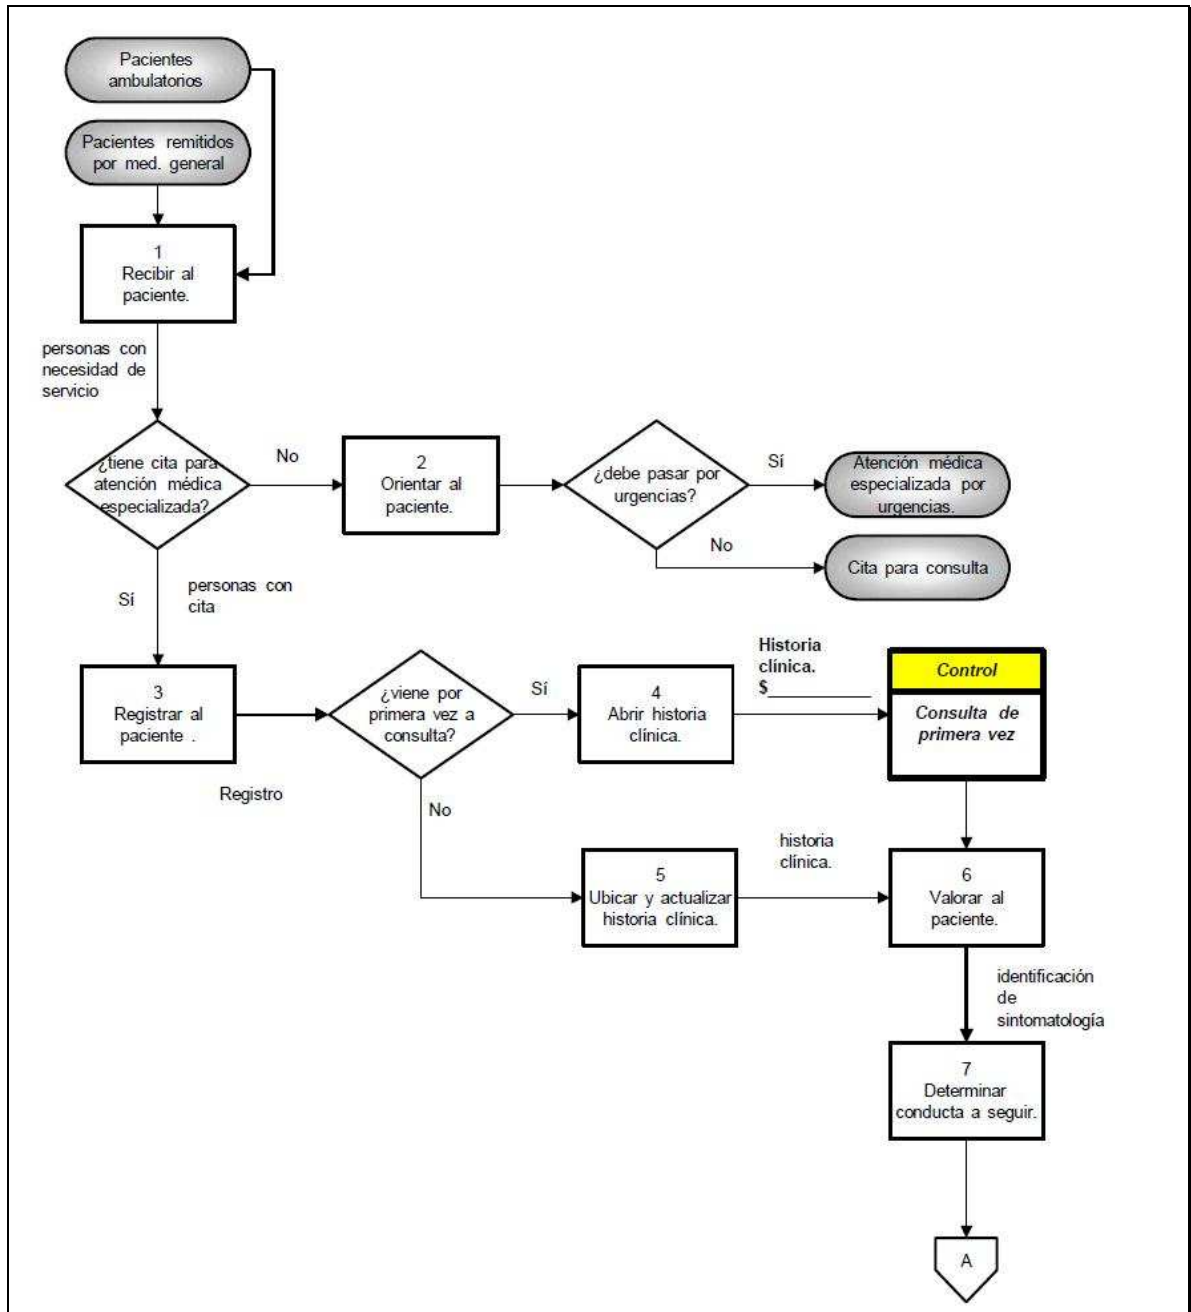 Pacientes
ambulatorios
Pacientes remitidos
por med. general
1
Recibir al
paciente.
personas con
necesidad de
servicio
¿tiene cita para
atención médica
especializada?
No
2
Orientar al
paciente.
¿debe pasar por
urgencias?
Sí
Atención médica
especializada por
urgencias.
No
Cita para consulta
Sí
personas con
cita
3
Registrar al
paciente .
Registro
¿viene por
primera vez a
consulta?
Sí
4
Abrir historia
clínica.
Historia
clínica.
$____________
Control
Consulta de
primera vez
No
5
Ubicar y actualizar
historia clínica.
historia
clínica.
6
Valorar al
paciente.
identificación
de
sintomatología
7
Determinar
conducta a seguir.
A